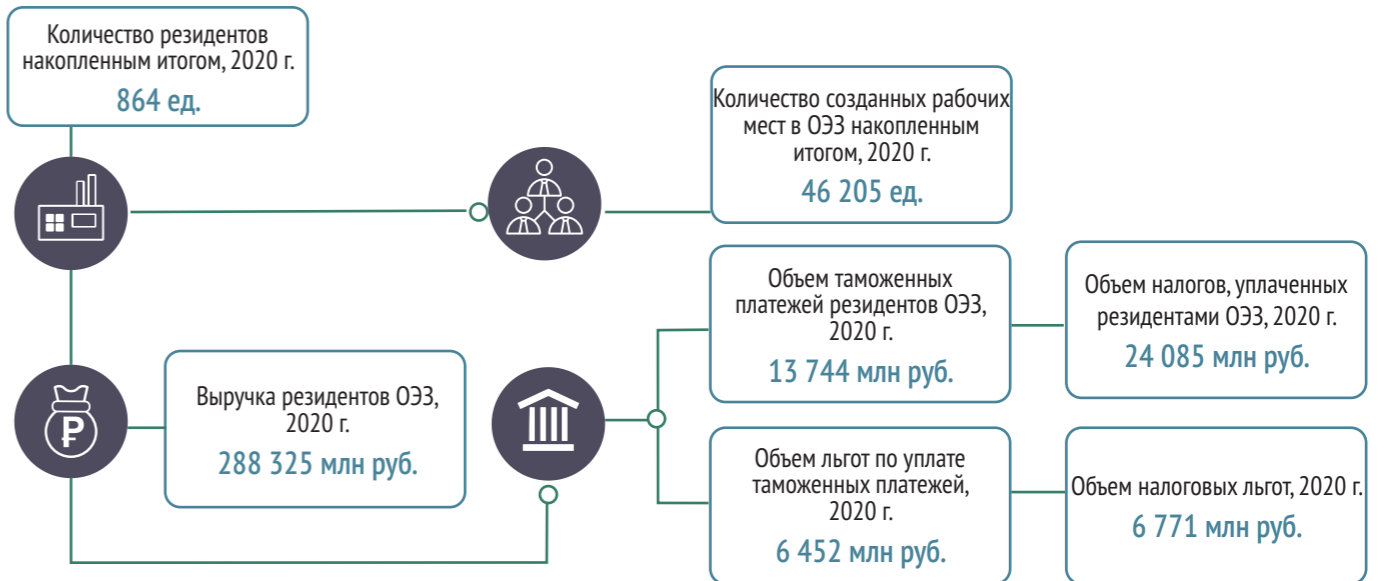 Количество резидентов
накопленным итогом, 2020 г.
864 ед.
Количество созданных рабочих
мест в ОЭЗ накопленным
итогом, 2020 г.
46 205 ед.
Объем таможенных
платежей резидентов ОЭЗ,
2020 г.
13 744 млн руб.
Объем налогов, уплаченных
резидентами ОЭЗ, 2020 г.
24 085 млн руб.
Выручка резидентов ОЭЗ,
2020 г.
288 325 млн руб.
Объем льгот по уплате
таможенных платежей,
2020 г.
6 452 млн руб.
Объем налоговых льгот, 2020 г.
6 771 млн руб.